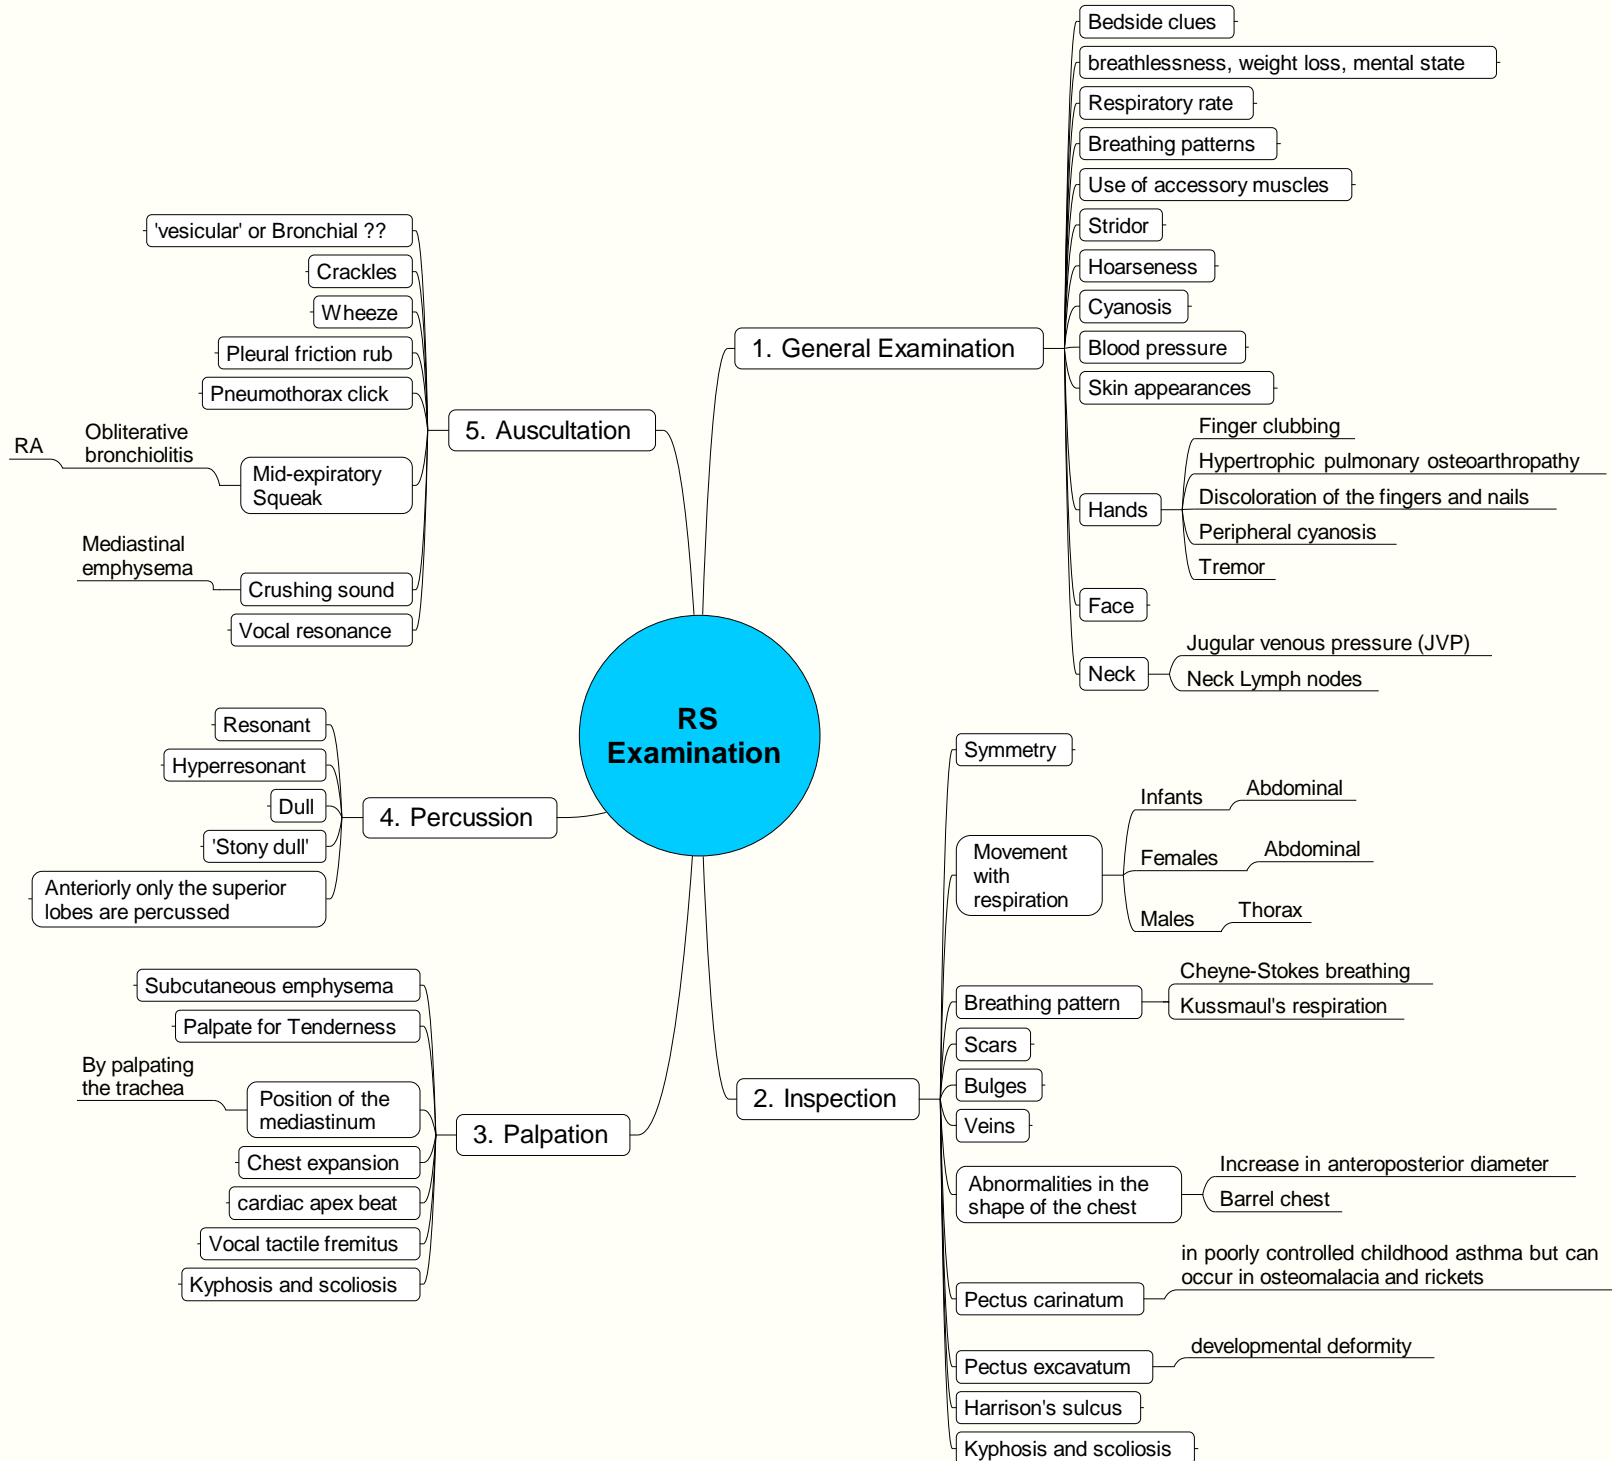 RS
Examination
1. General Examination
Bedside clues
breathlessness, weight loss, mental state
Respiratory rate
Breathing patterns
Use of accessory muscles
Stridor
Hoarseness
Cyanosis
Blood pressure
Skin appearances
Hands
Finger clubbing
Hypertrophic pulmonary osteoarthropathy
Discoloration of the fingers and nails
Peripheral cyanosis
Tremor
Face
Neck
Jugular venous pressure (JVP)
Neck Lymph nodes
2. Inspection
Symmetry
Movement
with
respiration
Infants
Abdominal
Females
Abdominal
Males
Thorax
Breathing pattern
Cheyne-Stokes breathing
Kussmaul's respiration
Scars
Bulges
Veins
Abnormalities in the
shape of the chest
Increase in anteroposterior diameter
Barrel chest
Pectus carinatum
in poorly controlled childhood asthma but can
occur in osteomalacia and rickets
Pectus excavatum
developmental deformity
Harrison's sulcus
Kyphosis and scoliosis
3. Palpation
Subcutaneous emphysema
Palpate for Tenderness
Position of the
mediastinum
By palpating
the trachea
Chest expansion
cardiac apex beat
Vocal tactile fremitus
Kyphosis and scoliosis
4. Percussion
Resonant
Hyperresonant
Dull
'Stony dull'
Anteriorly only the superior
lobes are percussed
5. Auscultation
'vesicular' or Bronchial ??
Crackles
Wheeze
Pleural friction rub
Pneumothorax click
Mid-expiratory
Squeak
Obliterative
bronchiolitis
RA
Crushing sound
Mediastinal
emphysema
Vocal resonance